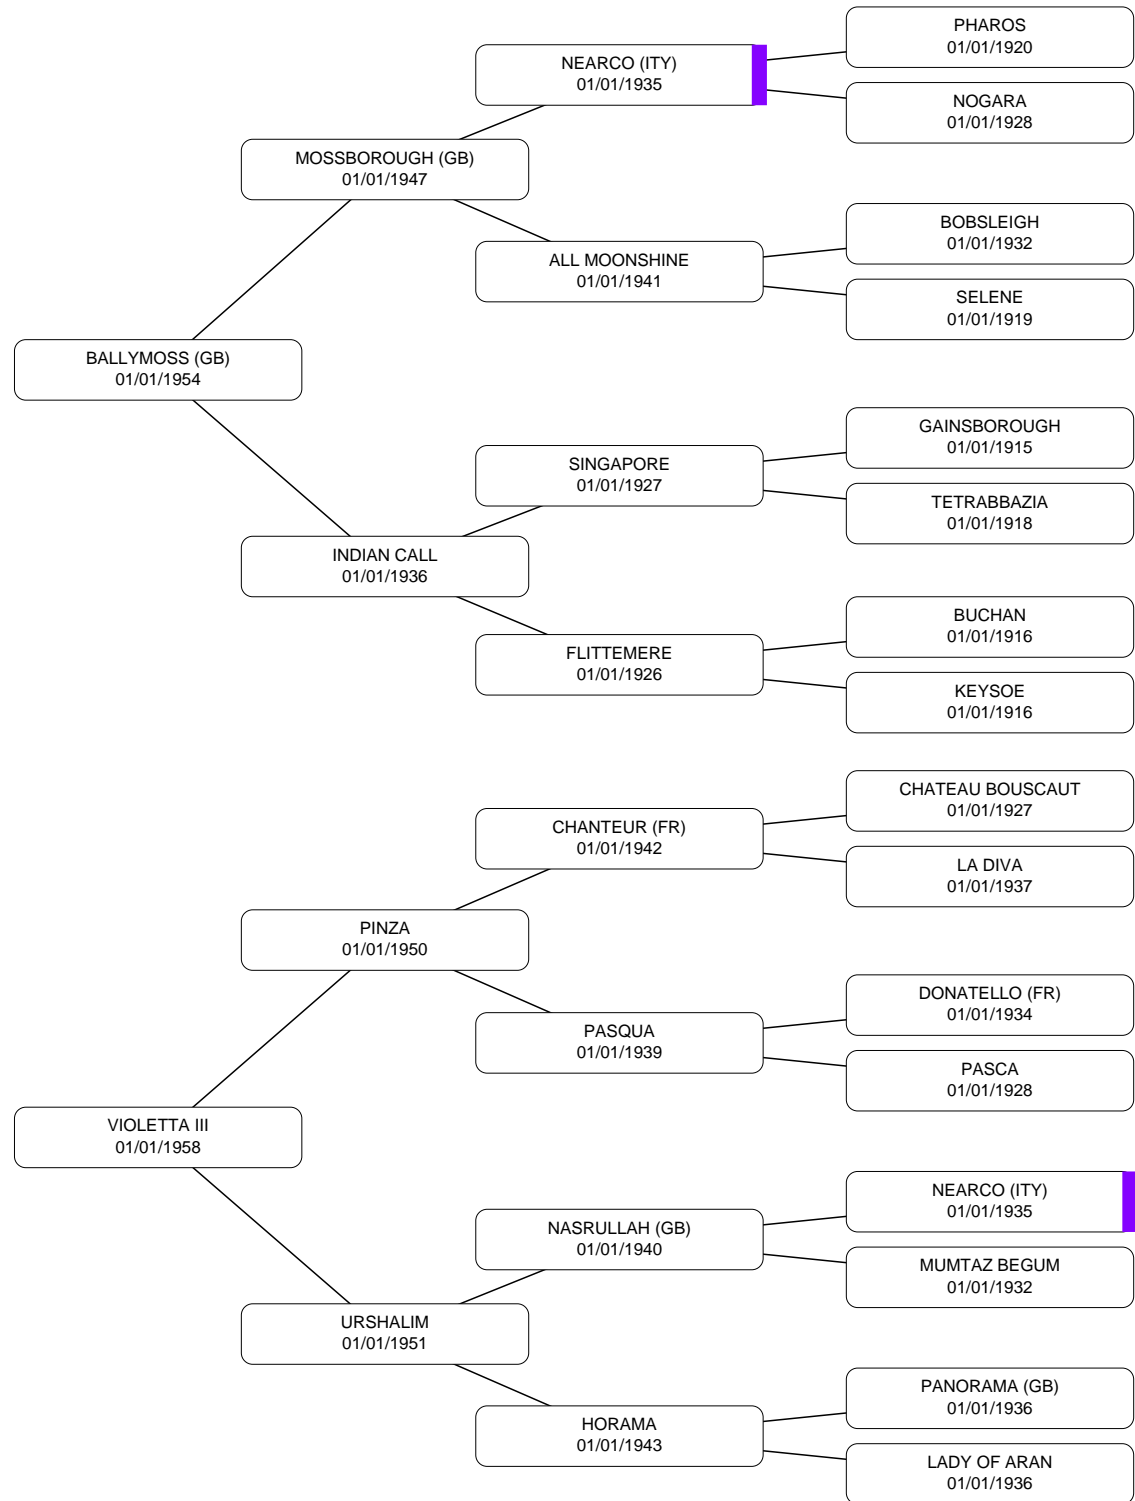 PHAROS
01/01/1920
NEARCO (ITY)
01/01/1935
NOGARA
01/01/1928
MOSSBOROUGH (GB)
01/01/1947
BOBSLEIGH
01/01/1932
ALL MOONSHINE
01/01/1941
SELENE
01/01/1919
BALLYMOSS (GB)
01/01/1954
GAINSBOROUGH
01/01/1915
SINGAPORE
01/01/1927
TETRABBAZIA
01/01/1918
INDIAN CALL
01/01/1936
BUCHAN
01/01/1916
FLITTEMERE
01/01/1926
KEYSOE
01/01/1916
CHATEAU BOUSCAUT
01/01/1927
CHANTEUR (FR)
01/01/1942
LA DIVA
01/01/1937
PINZA
01/01/1950
DONATELLO (FR)
01/01/1934
PASQUA
01/01/1939
PASCA
01/01/1928
VIOLETTA III
01/01/1958
NEARCO (ITY)
01/01/1935
NASRULLAH (GB)
01/01/1940
MUMTAZ BEGUM
01/01/1932
URSHALIM
01/01/1951
PANORAMA (GB)
01/01/1936
HORAMA
01/01/1943
LADY OF ARAN
01/01/1936